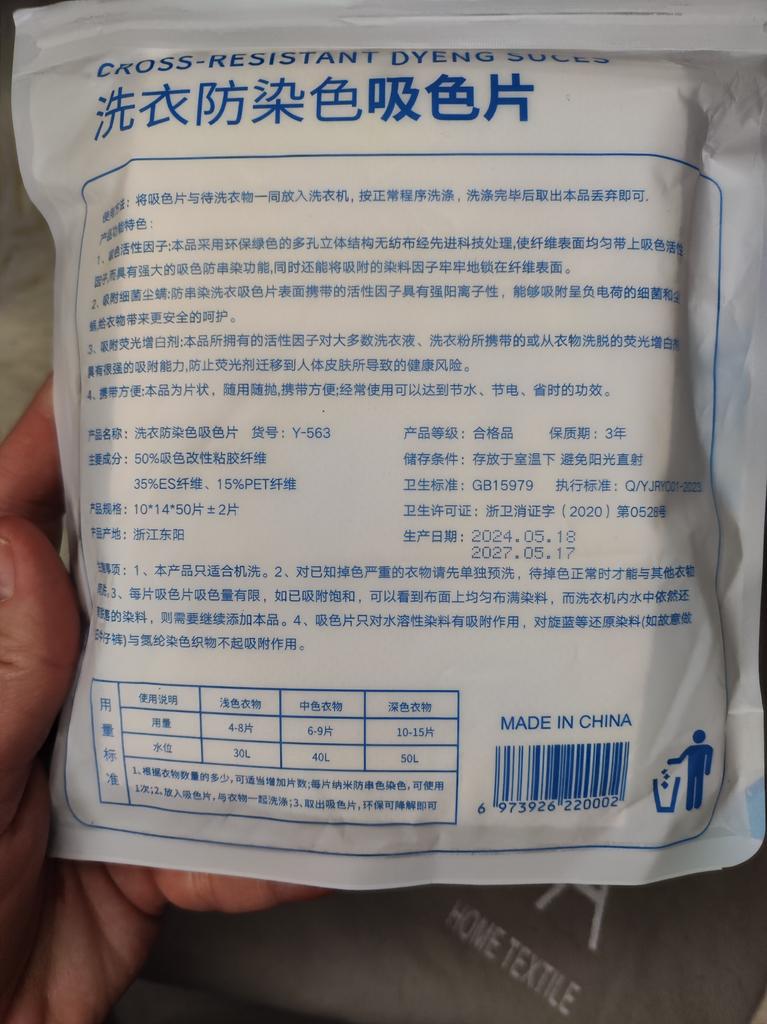 CROSS-RESISTANT DYENG SUCES
洗衣防染色吸色片
方法：将吸色片与待洗衣物一同放入洗衣机，按正常程序洗涤，洗涤完毕后取出本品丢弃即可.
产品功能特色：
1、吸色活性因子:本品采用环保绿色的多孔立体结构无纺布经先进科技处理,使纤维表面均匀带上吸色活性
因子,而具有强大的吸色防串染功能,同时还能将吸附的染料因子牢牢地锁在纤维表面。
2、吸附细菌尘螨:防串染洗衣吸色片表面携带的活性因子具有强阳离子性，能够吸附呈负电荷的细菌和尘
螨,给衣物带来更安全的呵护。
3、吸附荧光增白剂:本品所拥有的活性因子对大多数洗衣液、洗衣粉所携带的或从衣物洗脱的荧光增白剂
具有很强的吸附能力,防止荧光剂迁移到人体皮肤所导致的健康风险。
4、携带方便:本品为片状，随用随抛,携带方便;经常使用可以达到节水、节电、省时的功效。
产品名称：洗衣防染色吸色片 货号：Y-563
产品等级：合格品 保质期：3年
主要成分：50%吸色改性粘胶纤维
储存条件：存放于室温下 避免阳光直射
35%ES纤维、15%PET纤维
卫生标准：GB15979 执行标准：Q/YJRY001-2023
产品规格：10*14*50片±2片
卫生许可证：浙卫消证字（2020）第0528号
产品产地：浙江东阳
生产日期：2024.05.18
2027.05.17
注意事项：1、本产品只适合机洗。2、对已知掉色严重的衣物请先单独预洗，待掉色正常时才能与其他衣物
3、每片吸色片吸色量有限，如已吸附饱和，可以看到布面上均匀布满染料，而洗衣机内水中依然还
的染料，则需要继续添加本品。4、吸色片只对水溶性染料有吸附作用，对旋蓝等还原染料(如故意做
旧牛仔裤)与氮纶染色织物不起吸附作用。
用量标准
使用说明 浅色衣物 中色衣物 深色衣物
用量 4-8片 6-9片 10-15片
水位 30L 40L 50L
1、根据衣物数量的多少,可适当增加片数;每片纳米防串色染色,可使用
1次;2、放入吸色片,与衣物一起洗涤;3、取出吸色片,环保可降解即可
MADE IN CHINA
6 973926 220002
A
HOME TEXTILE